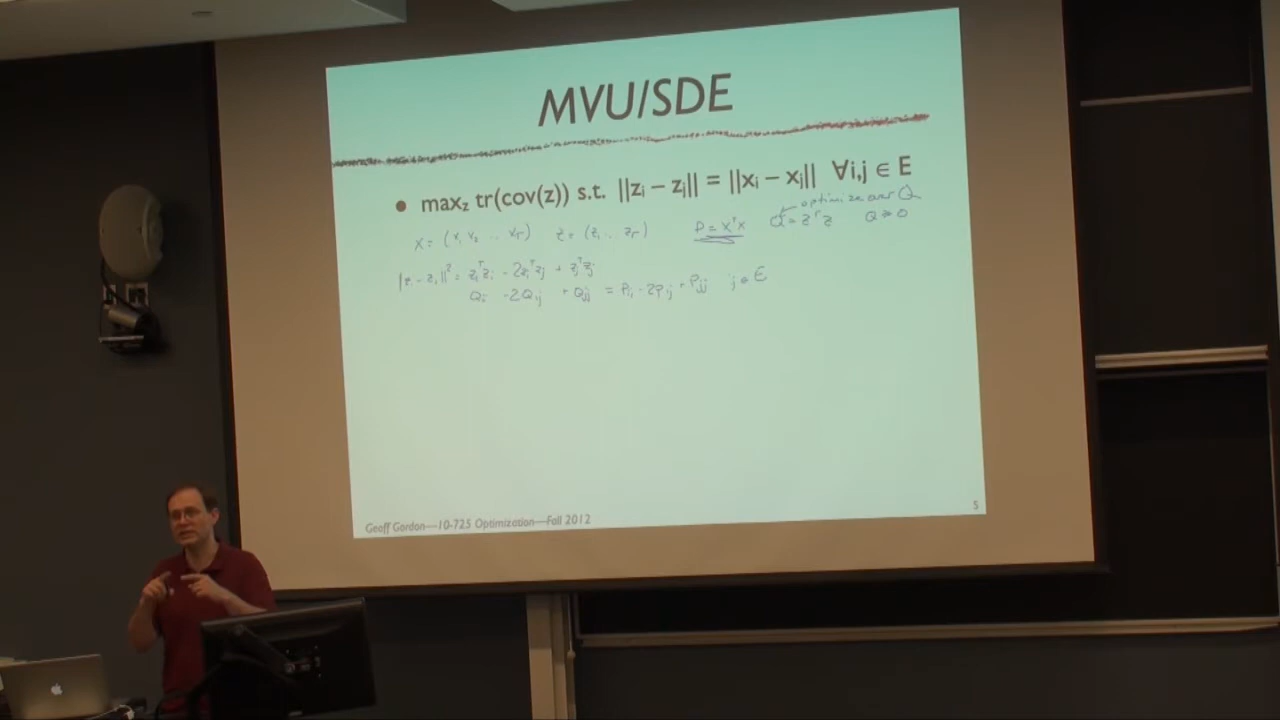 MVU/SDE
• max_z tr(cov(z)) s.t. ||z_i – z_j|| = ||x_i – x_j|| ∀i,j ∈ E
optimize over Q
X = (x_1 x_2 .. x_T) Z = (z_1 ... z_T) P = X^T X Q = Z^T Z Q ≽ 0
||z_i - z_j||^2 = z_i^T z_i - 2z_i^T z_j + z_j^T z_j
Q_ii - 2Q_ij + Q_jj = P_ii - 2P_ij + P_jj ij ∈ E
Geoff Gordon—10-725 Optimization—Fall 2012
5